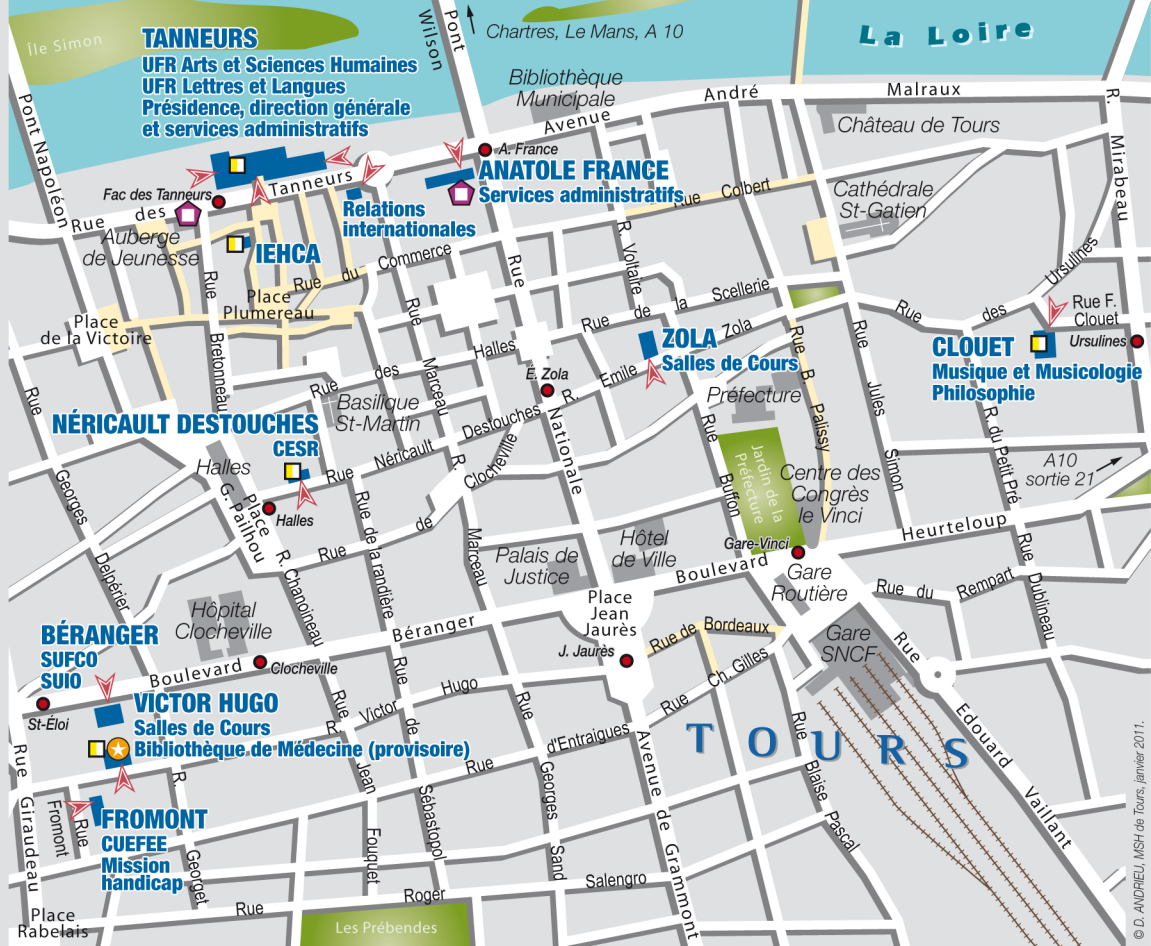 Île Simon
Pont Napoléon
TANNEURS
UFR Arts et Sciences Humaines
UFR Lettres et Langues
Présidence, direction générale
et services administratifs
Pont
Wilson
Chartres, Le Mans, A 10
La Loire
Bibliothèque
Municipale
Avenue André Malraux
Château de Tours
R. Mirabeau
A. France
ANATOLE FRANCE
Services administratifs
Rue Colbert
Cathédrale
St-Gatien
Fac des Tanneurs
Rue des Tanneurs
Auberge
de Jeunesse
Relations
internationales
IEHCA
Rue du Commerce
Place
Plumereau
Place
de la Victoire
Rue Bretonneau
Rue Marceau
Rue Nationale
R. Voltaire
Rue de la Scellerie
Rue des Halles
E. Zola
R. Emile Zola
ZOLA
Salles de Cours
Rue B. Palissy
Rue Jules Simon
Rue des Ursulines
Rue F.
Clouet
Ursulines
CLOUET
Musique et Musicologie
Philosophie
R. du Petit Pré
A10
sortie 21
Basilique
St-Martin
NÉRICAULT DESTOUCHES
CESR
Rue Néricault Destouches
Halles
Place
G. Pailhou
Halles
Rue de Clocheville
Rue Georges Delpérier
R. Chanoineau
Rue de la randière
R. Marceau
Préfecture
Jardin de la
Préfecture
Rue Buffon
Centre des
Congrès
le Vinci
Gare-Vinci
Gare
Routière
Palais de
Justice
Hôtel
de Ville
Place
Jean
Jaurès
J. Jaurès
Boulevard Heurteloup
Rue du Rempart
Rue Dublineau
Hôpital
Clocheville
Clocheville
Boulevard Béranger
BÉRANGER
SUFCO
SUIO
St-Éloi
VICTOR HUGO
Salles de Cours
Bibliothèque de Médecine (provisoire)
R. Victor Hugo
Rue d'Entraigues
Rue Ch. Gilles
Rue de Bordeaux
Gare
SNCF
Rue Edouard Vaillant
TOURS
Rue Blaise Pascal
Avenue de Grammont
Rue Georges Sand
Rue de Sébastopol
Rue Jean Fouquet
R. Georget
Rue Giraudeau
Rue
Fromont
FROMONT
CUEFEE
Mission
handicap
Rue Roger Salengro
Place
Rabelais
Les Prébendes
© D. ANDRIEU, MSH de Tours, janvier 2011.